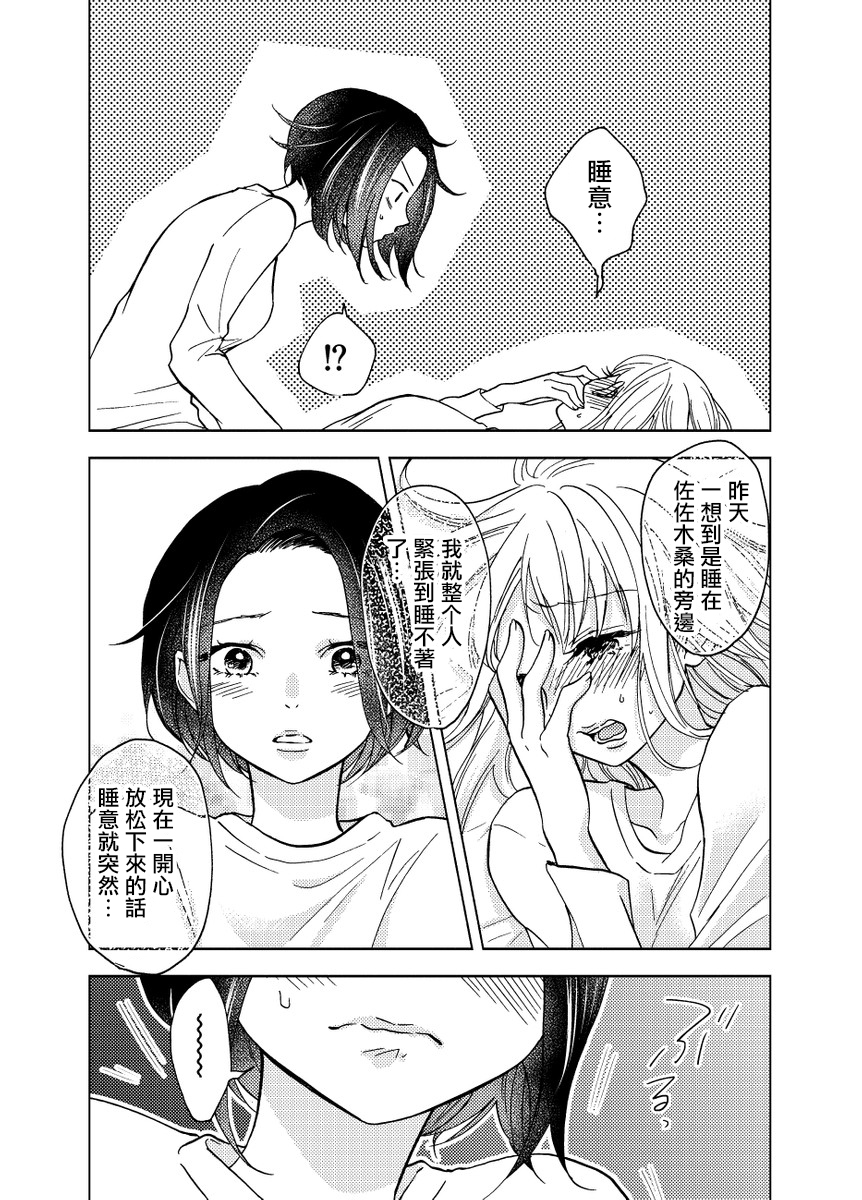 睡意…
!?
昨天
一想到是睡在
佐佐木桑的旁邊
我就整个人
緊張到睡不著
了…
現在一開心
放松下來的話
睡意就突然…
ぶる